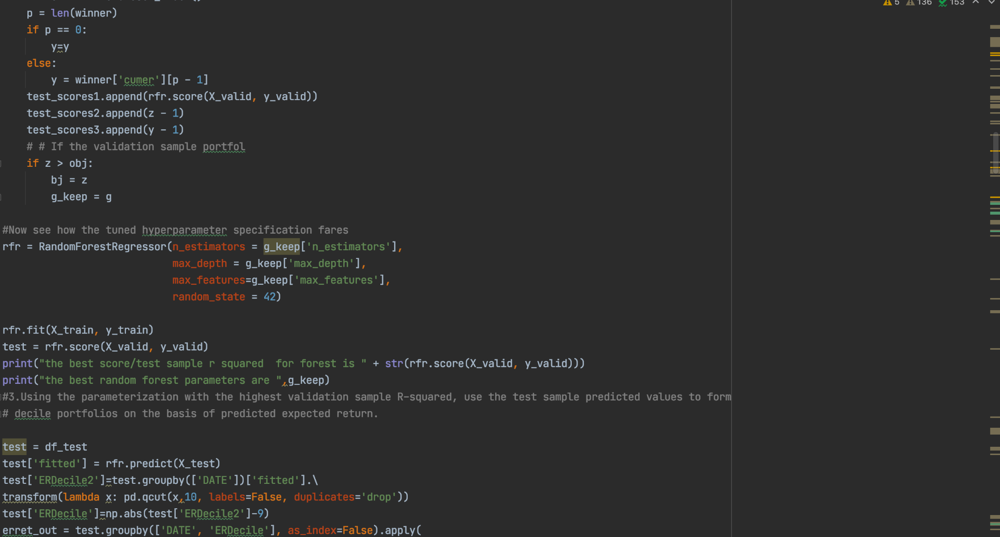 5 136 153
p = len(winner)
if p == 0:
y=y
else:
y = winner['cumer'][p - 1]
test_scores1.append(rfr.score(X_valid, y_valid))
test_scores2.append(z - 1)
test_scores3.append(y - 1)
# # If the validation sample portfol
if z > obj:
bj = z
g_keep = g
#Now see how the tuned hyperparameter specification fares
rfr = RandomForestRegressor(n_estimators = g_keep['n_estimators'],
max_depth = g_keep['max_depth'],
max_features=g_keep['max_features'],
random_state = 42)
rfr.fit(X_train, y_train)
test = rfr.score(X_valid, y_valid)
print("the best score/test sample r squared  for forest is " + str(rfr.score(X_valid, y_valid)))
print("the best random forest parameters are ",g_keep)
#3.Using the parameterization with the highest validation sample R-squared, use the test sample predicted values to form
# decile portfolios on the basis of predicted expected return.
test = df_test
test['fitted'] = rfr.predict(X_test)
test['ERDecile2']=test.groupby(['DATE'])['fitted'].\
transform(lambda x: pd.qcut(x,10, labels=False, duplicates='drop'))
test['ERDecile']=np.abs(test['ERDecile2']-9)
erret_out = test.groupby(['DATE', 'ERDecile'], as_index=False).apply(